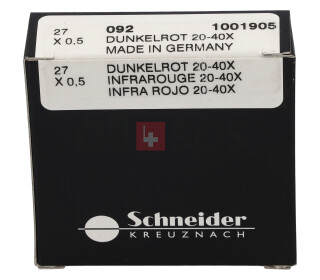 27 092 1001905
X 0,5 DUNKELROT 20-40X
MADE IN GERMANY
27 DUNKELROT 20-40X
X 0,5 INFRAROUGE 20-40X
INFRA ROJO 20-40X
Schneider
KREUZNACH